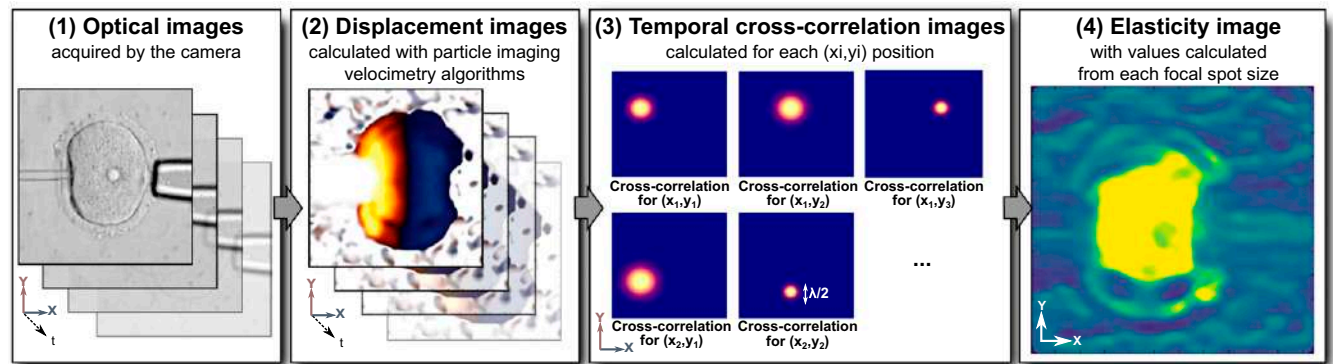 (1) Optical images
acquired by the camera
Y
X
t
(2) Displacement images
calculated with particle imaging
velocimetry algorithms
Y
X
t
(3) Temporal cross-correlation images
calculated for each (xi,yi) position
Cross-correlation
for (x₁,y₁)
Cross-correlation
for (x₁,y₂)
Cross-correlation
for (x₁,y₃)
λ/2
...
Cross-correlation
for (x₂,y₁)
Cross-correlation
for (x₂,y₂)
Y
X
(4) Elasticity image
with values calculated
from each focal spot size
Y
X